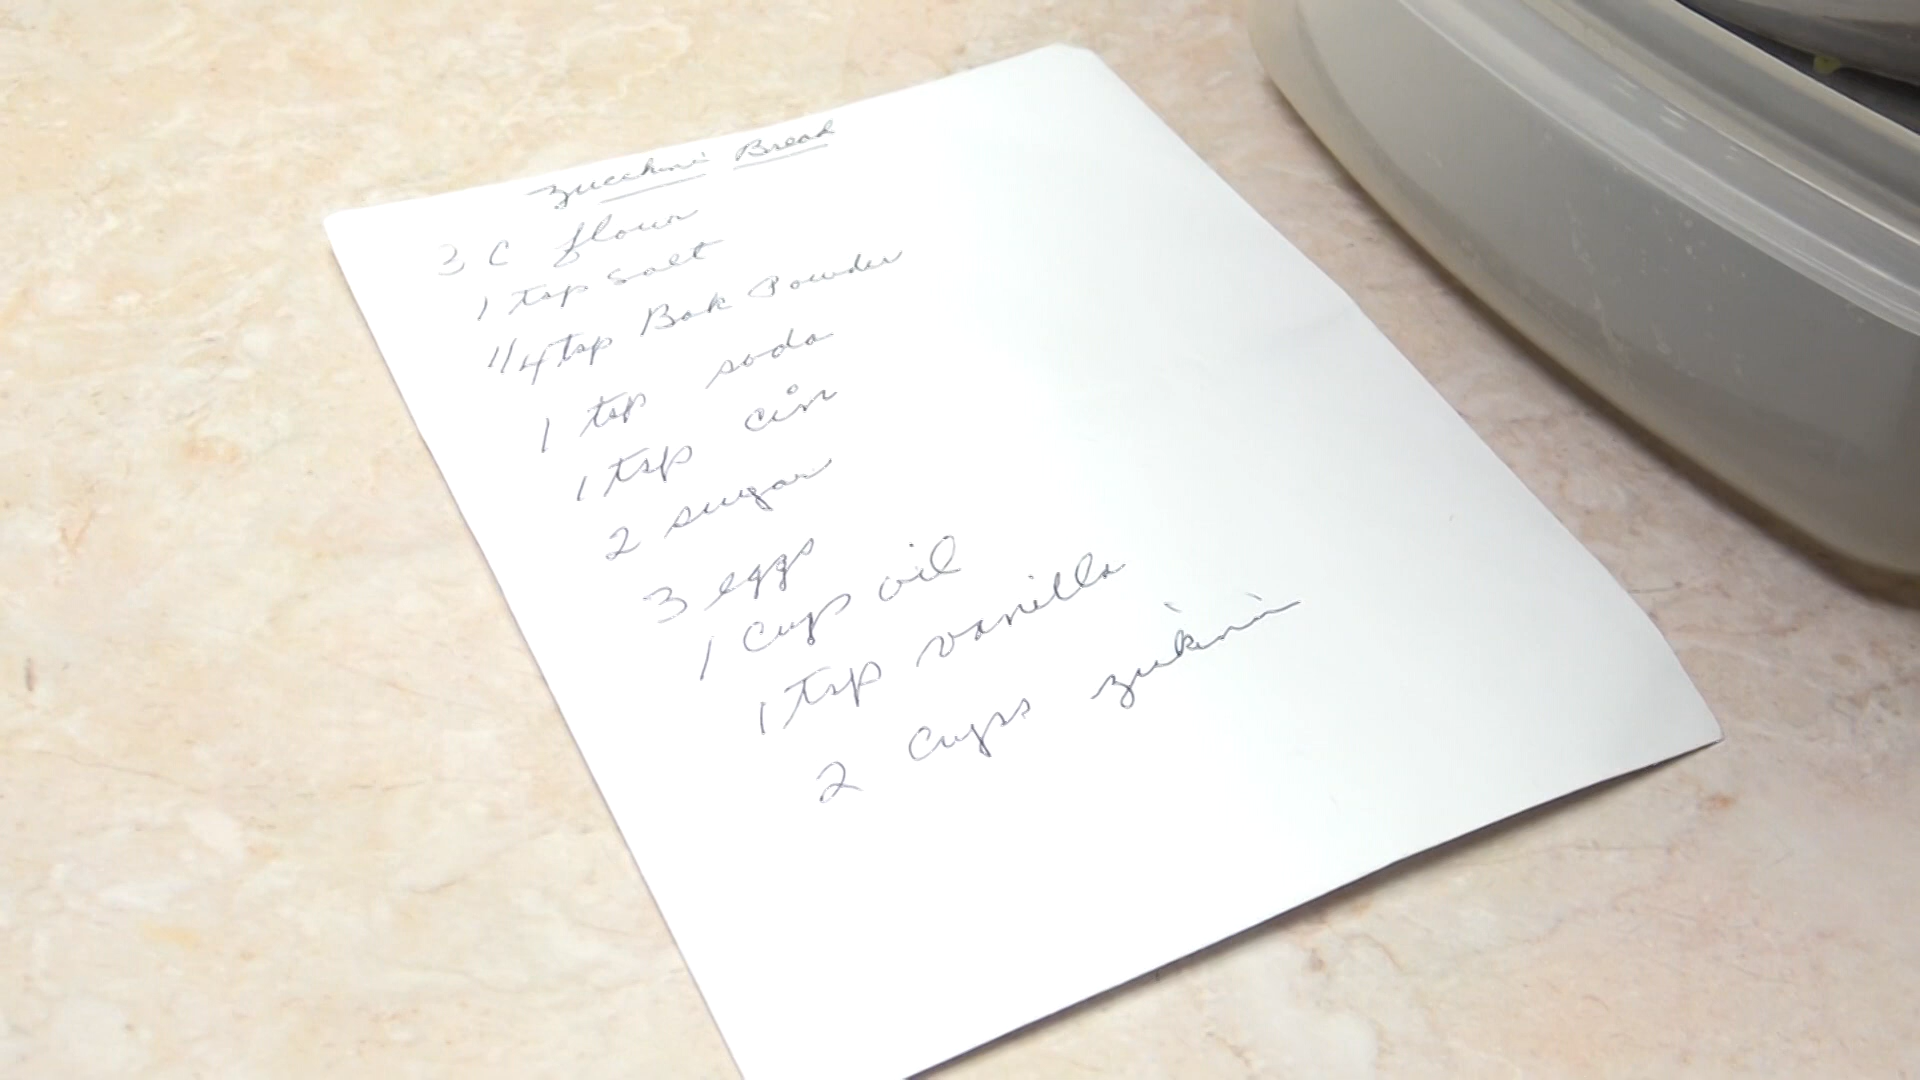 Zucchini Bread
3 C flour
1 tsp salt
1/4 tsp Bak Powder
1 tsp soda
1 tsp cin
2 sugar
3 eggs
1 cup oil
1 tsp vanilla
2 cups zukini